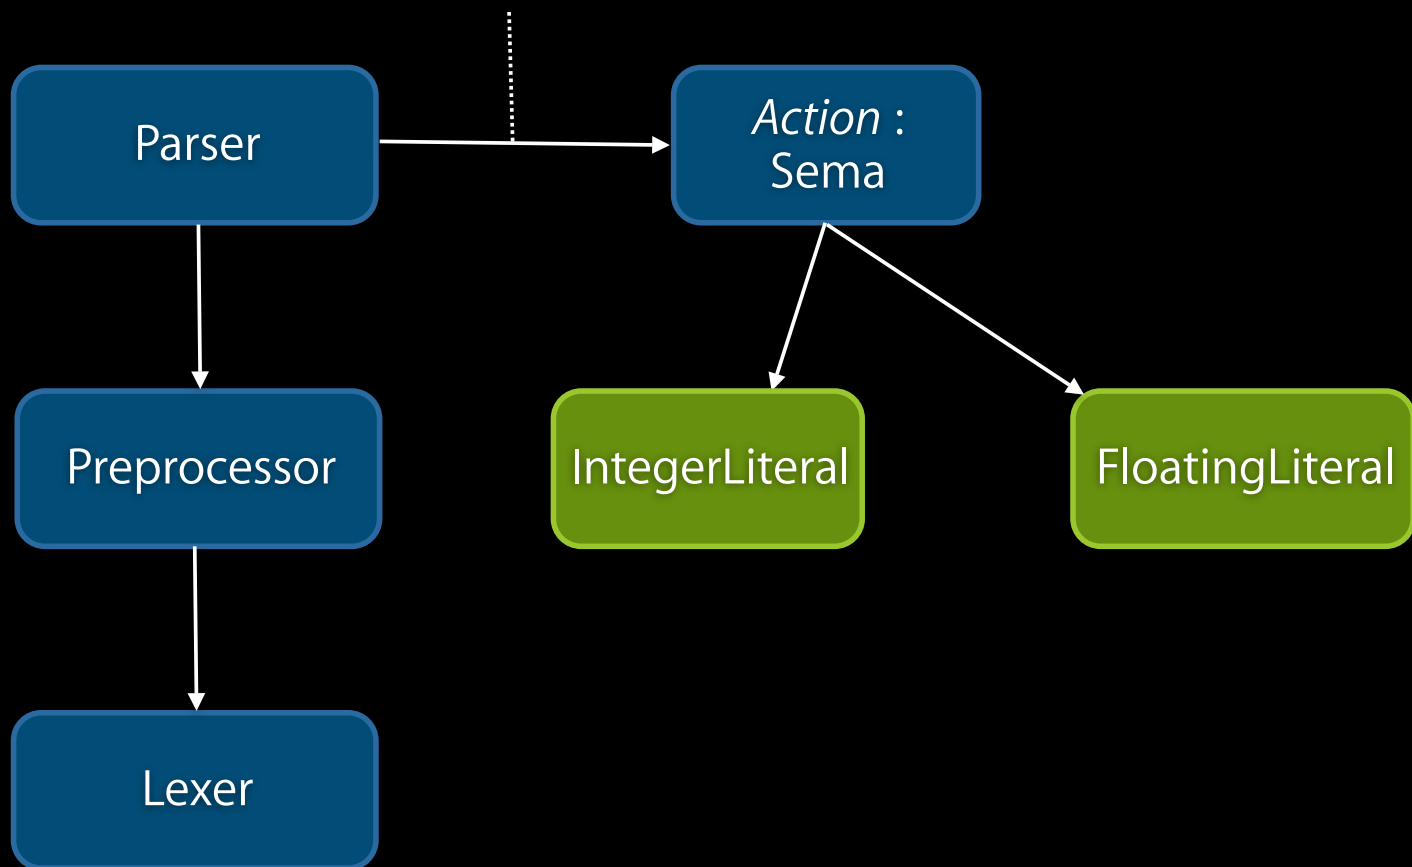 Parser
Action :
Sema
Preprocessor
IntegerLiteral
FloatingLiteral
Lexer